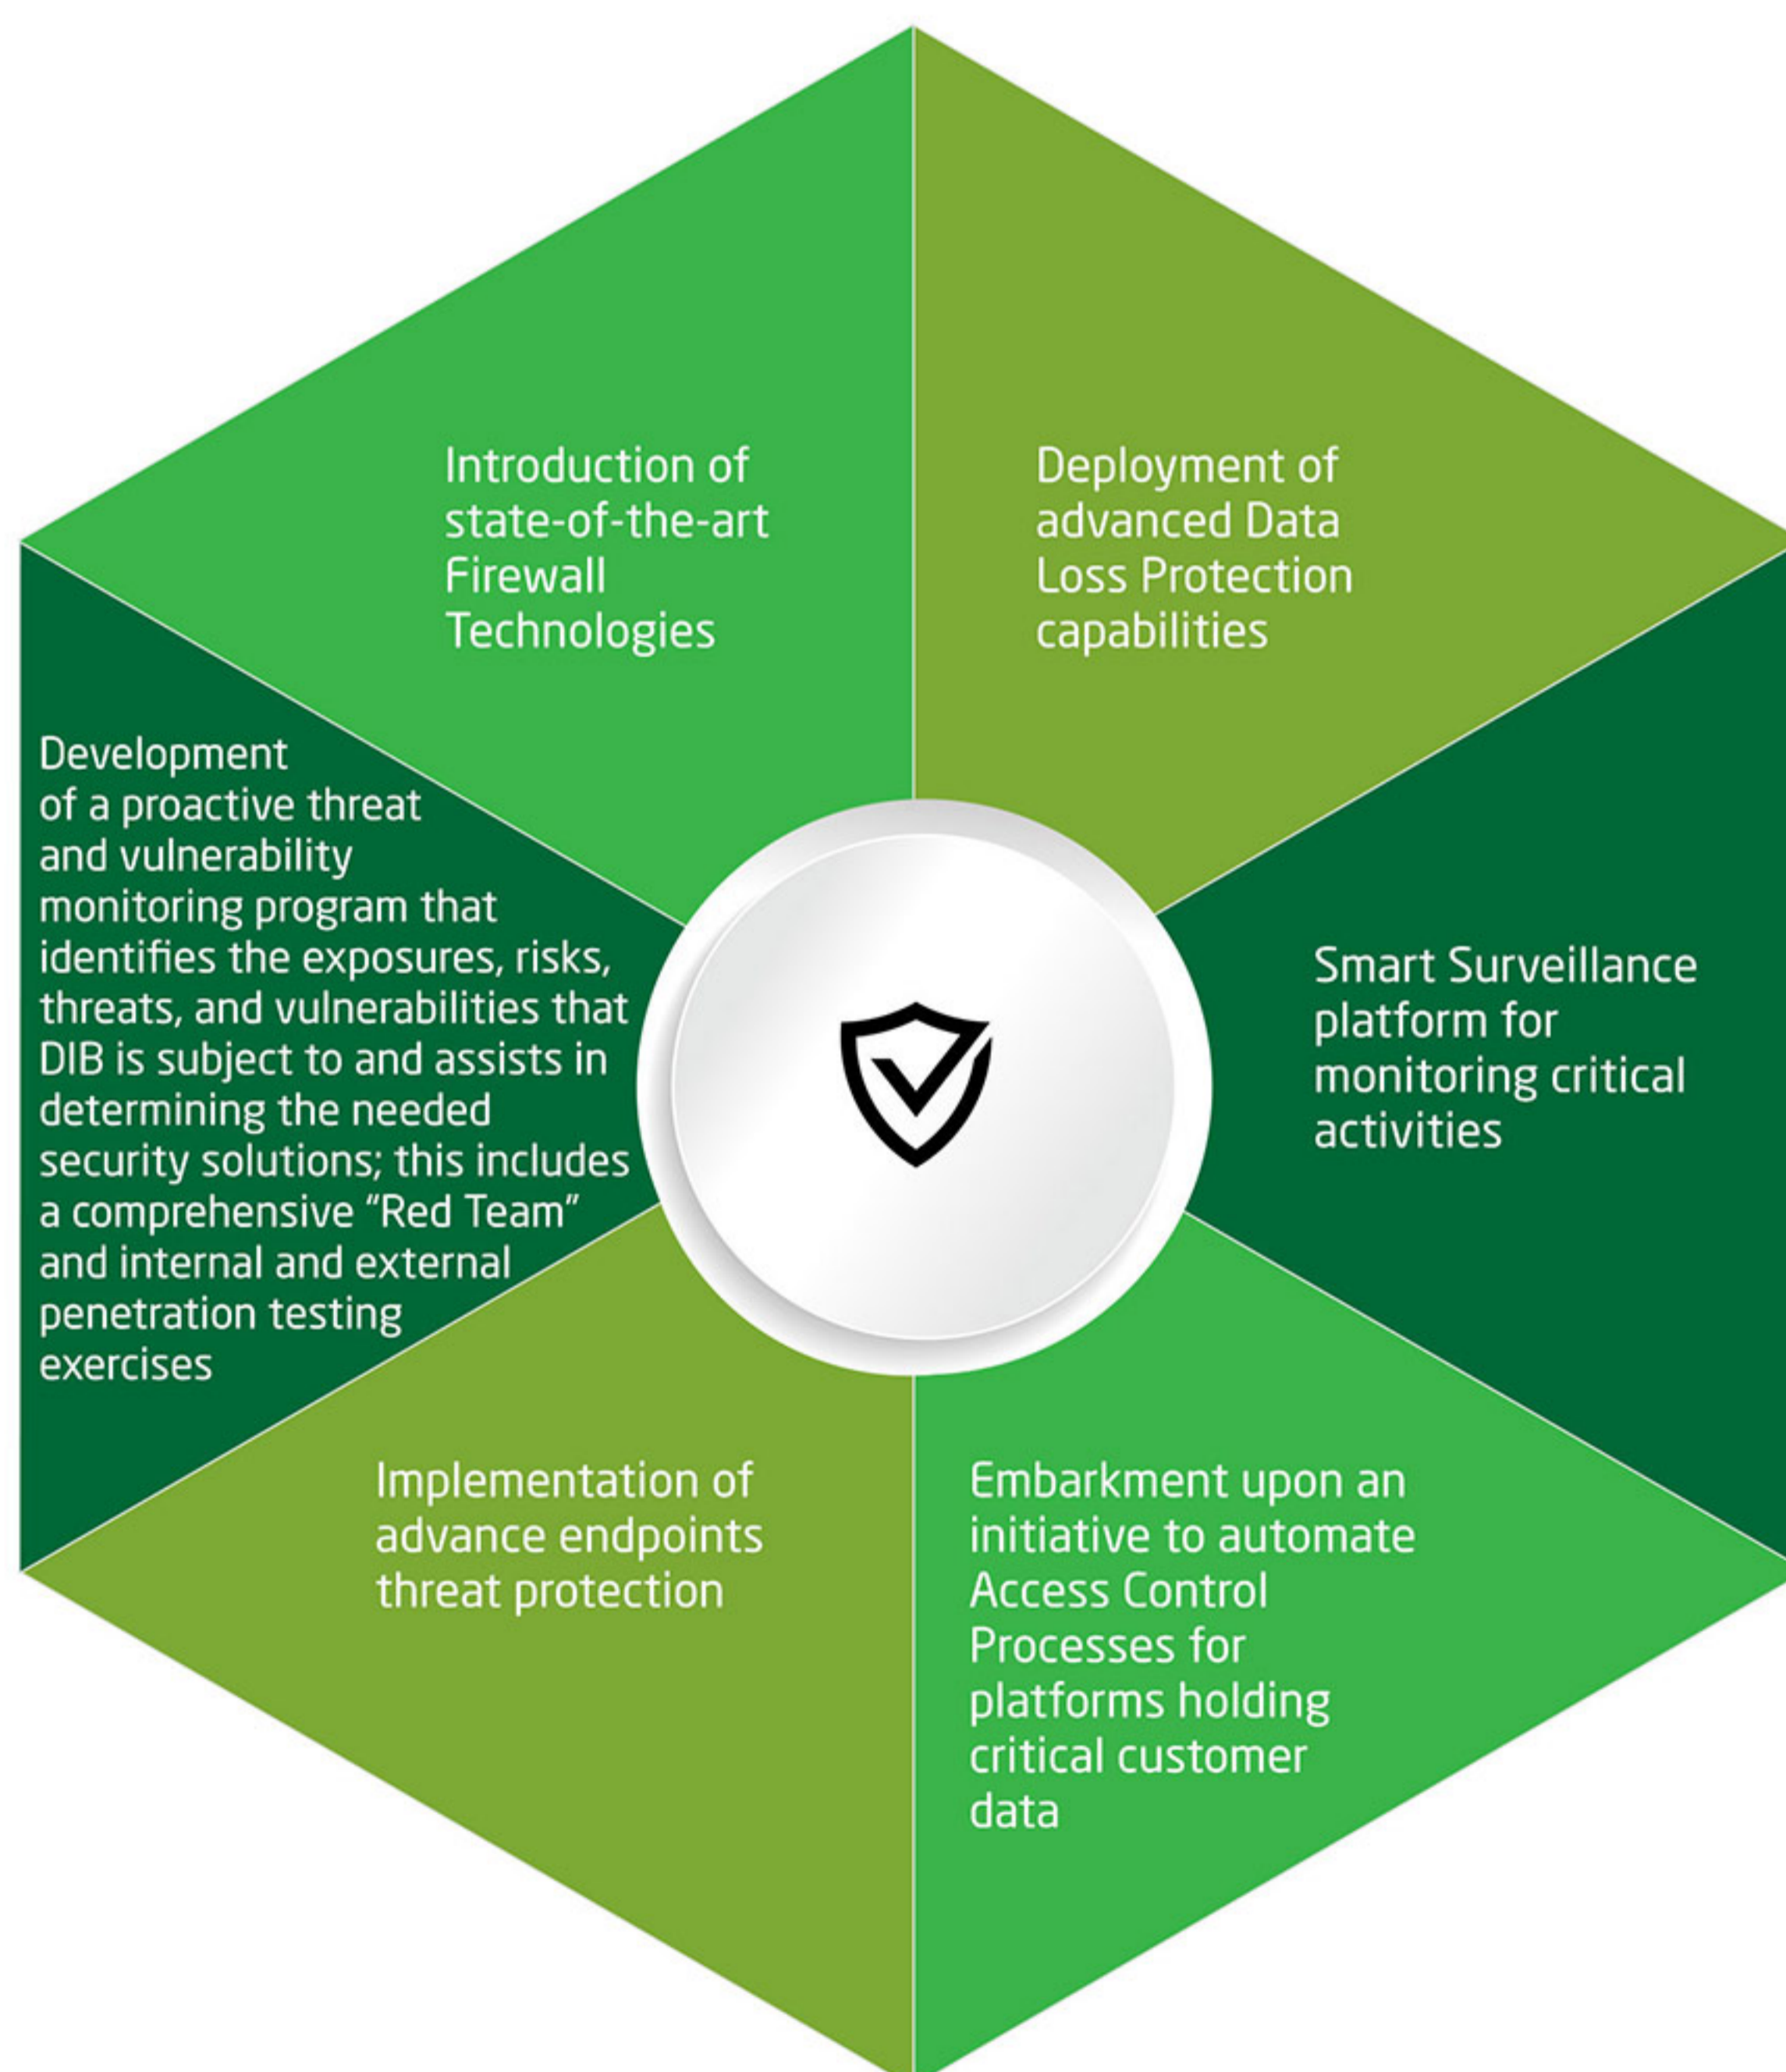 Introduction of
state-of-the-art
Firewall
Technologies
Deployment of
advanced Data
Loss Protection
capabilities
Development
of a proactive threat
and vulnerability
monitoring program that
identifies the exposures, risks,
threats, and vulnerabilities that
DIB is subject to and assists in
determining the needed
security solutions; this includes
a comprehensive “Red Team”
and internal and external
penetration testing
exercises
Smart Surveillance
platform for
monitoring critical
activities
Implementation of
advance endpoints
threat protection
Embarkment upon an
initiative to automate
Access Control
Processes for
platforms holding
critical customer
data